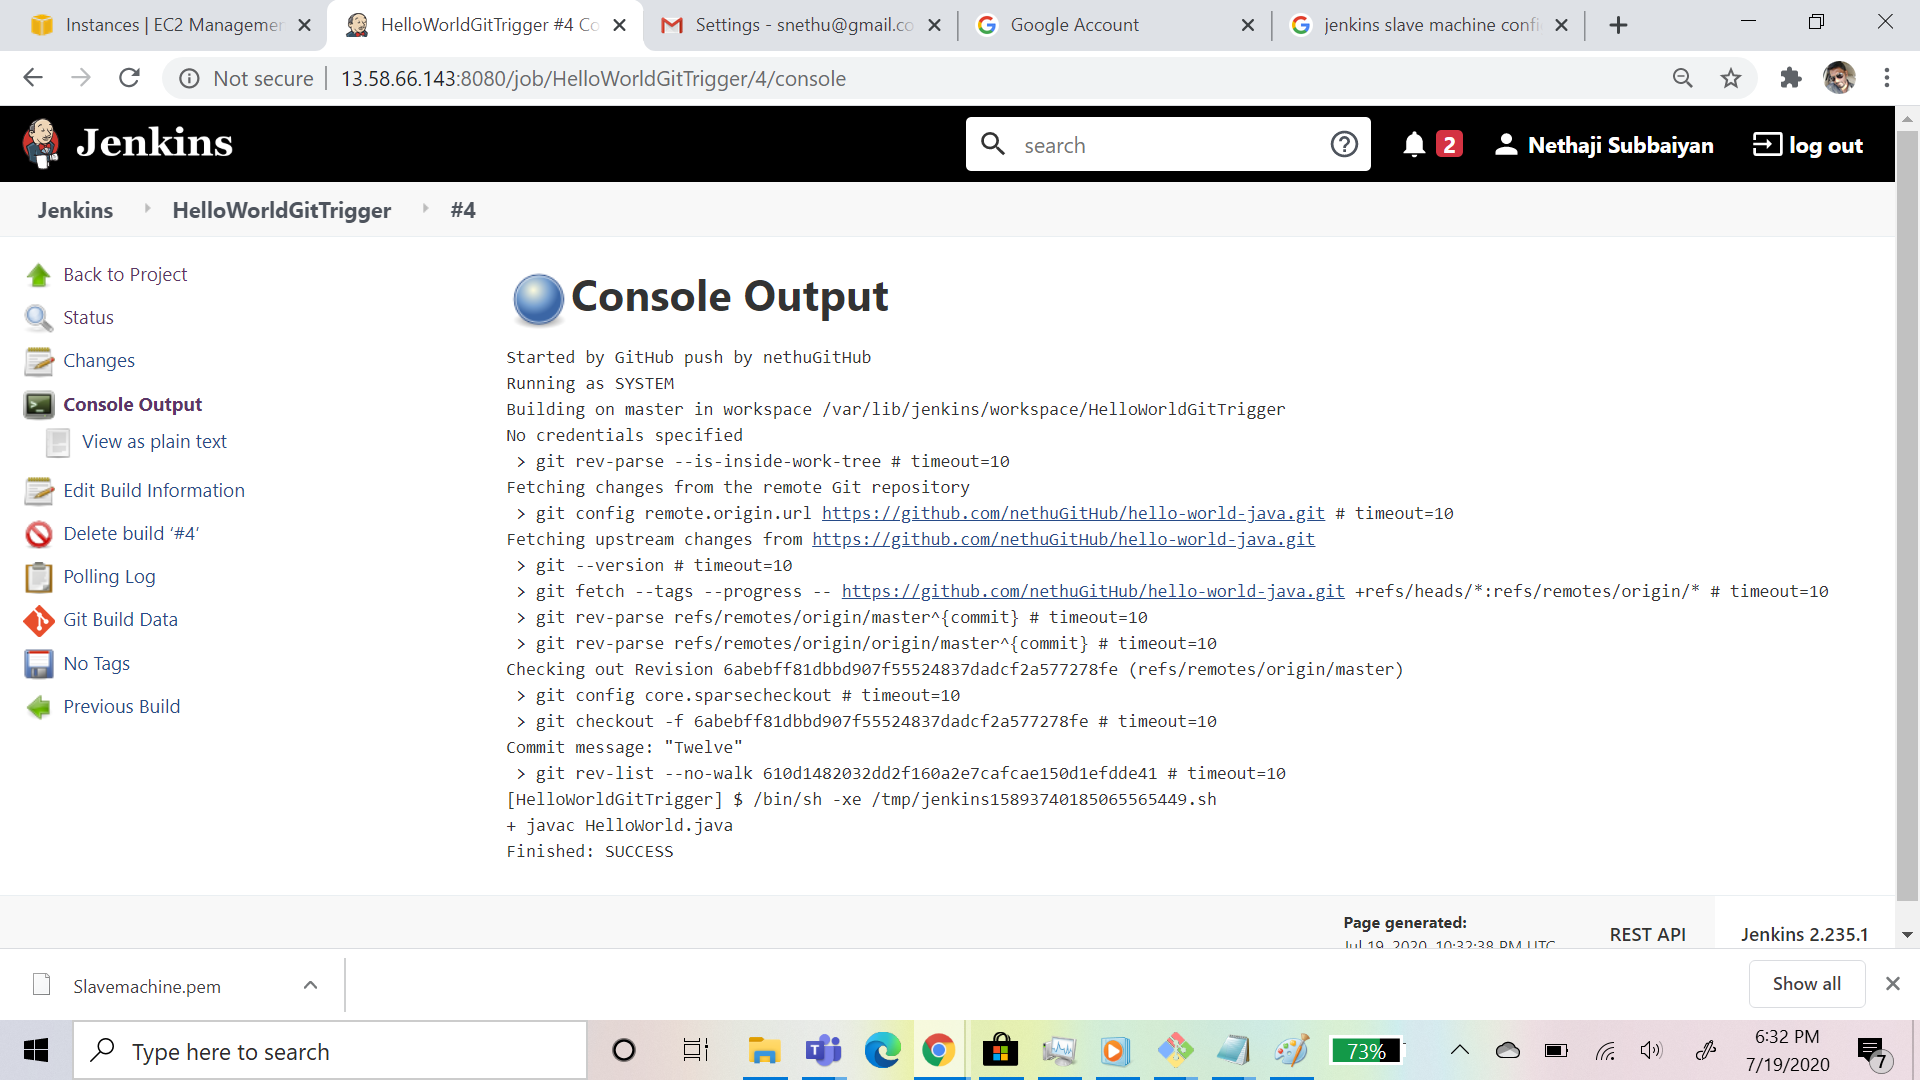 Instances | EC2 Managemen
HelloWorldGitTrigger #4 Co
Settings - snethu@gmail.co
Google Account
jenkins slave machine confi
Not secure
13.58.66.143:8080/job/HelloWorldGitTrigger/4/console
Jenkins
search
2
Nethaji Subbaiyan
log out
Jenkins
HelloWorldGitTrigger
#4
Back to Project
Status
Changes
Console Output
View as plain text
Edit Build Information
Delete build ‘#4’
Polling Log
Git Build Data
No Tags
Previous Build
Console Output
Started by GitHub push by nethuGitHub
Running as SYSTEM
Building on master in workspace /var/lib/jenkins/workspace/HelloWorldGitTrigger
No credentials specified
> git rev-parse --is-inside-work-tree # timeout=10
Fetching changes from the remote Git repository
> git config remote.origin.url https://github.com/nethuGitHub/hello-world-java.git # timeout=10
Fetching upstream changes from https://github.com/nethuGitHub/hello-world-java.git
> git --version # timeout=10
> git fetch --tags --progress -- https://github.com/nethuGitHub/hello-world-java.git +refs/heads/*:refs/remotes/origin/* # timeout=10
> git rev-parse refs/remotes/origin/master^{commit} # timeout=10
> git rev-parse refs/remotes/origin/origin/master^{commit} # timeout=10
Checking out Revision 6abebff81dbbd907f55524837dadcf2a577278fe (refs/remotes/origin/master)
> git config core.sparsecheckout # timeout=10
> git checkout -f 6abebff81dbbd907f55524837dadcf2a577278fe # timeout=10
Commit message: "Twelve"
> git rev-list --no-walk 610d1482032dd2f160a2e7cafcae150d1efdde41 # timeout=10
[HelloWorldGitTrigger] $ /bin/sh -xe /tmp/jenkins15893740185065565449.sh
+ javac HelloWorld.java
Finished: SUCCESS
Page generated:
Jul 19, 2020, 10:32:38 PM UTC
REST API
Jenkins 2.235.1
Slavemachine.pem
Show all
Type here to search
73%
6:32 PM
7/19/2020
7